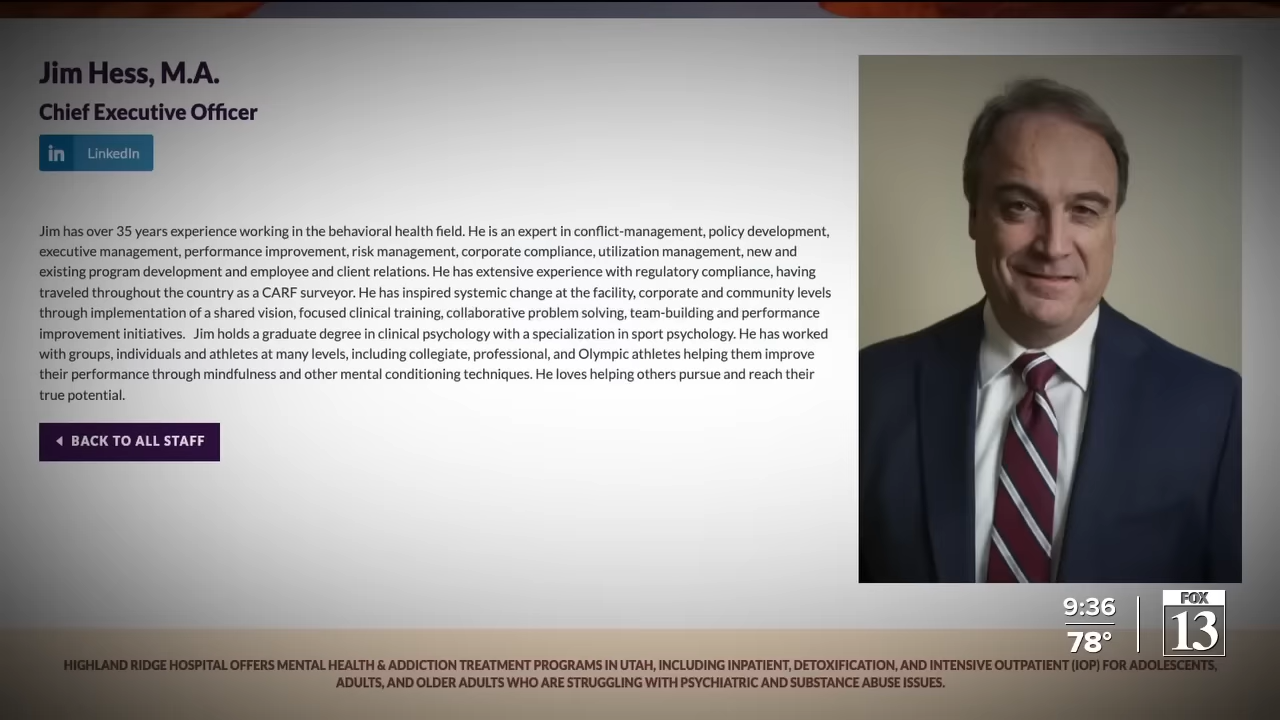 Jim Hess, M.A.
Chief Executive Officer
in LinkedIn
Jim has over 35 years experience working in the behavioral health field. He is an expert in conflict-management, policy development,
executive management, performance improvement, risk management, corporate compliance, utilization management, new and
existing program development and employee and client relations. He has extensive experience with regulatory compliance, having
traveled throughout the country as a CARF surveyor. He has inspired systemic change at the facility, corporate and community levels
through implementation of a shared vision, focused clinical training, collaborative problem solving, team-building and performance
improvement initiatives. Jim holds a graduate degree in clinical psychology with a specialization in sport psychology. He has worked
with groups, individuals and athletes at many levels, including collegiate, professional, and Olympic athletes helping them improve
their performance through mindfulness and other mental conditioning techniques. He loves helping others pursue and reach their
true potential.
BACK TO ALL STAFF
9:36
78°
FOX
13
HIGHLAND RIDGE HOSPITAL OFFERS MENTAL HEALTH & ADDICTION TREATMENT PROGRAMS IN UTAH, INCLUDING INPATIENT, DETOXIFICATION, AND INTENSIVE OUTPATIENT (IOP) FOR ADOLESCENTS,
ADULTS, AND OLDER ADULTS WHO ARE STRUGGLING WITH PSYCHIATRIC AND SUBSTANCE ABUSE ISSUES.